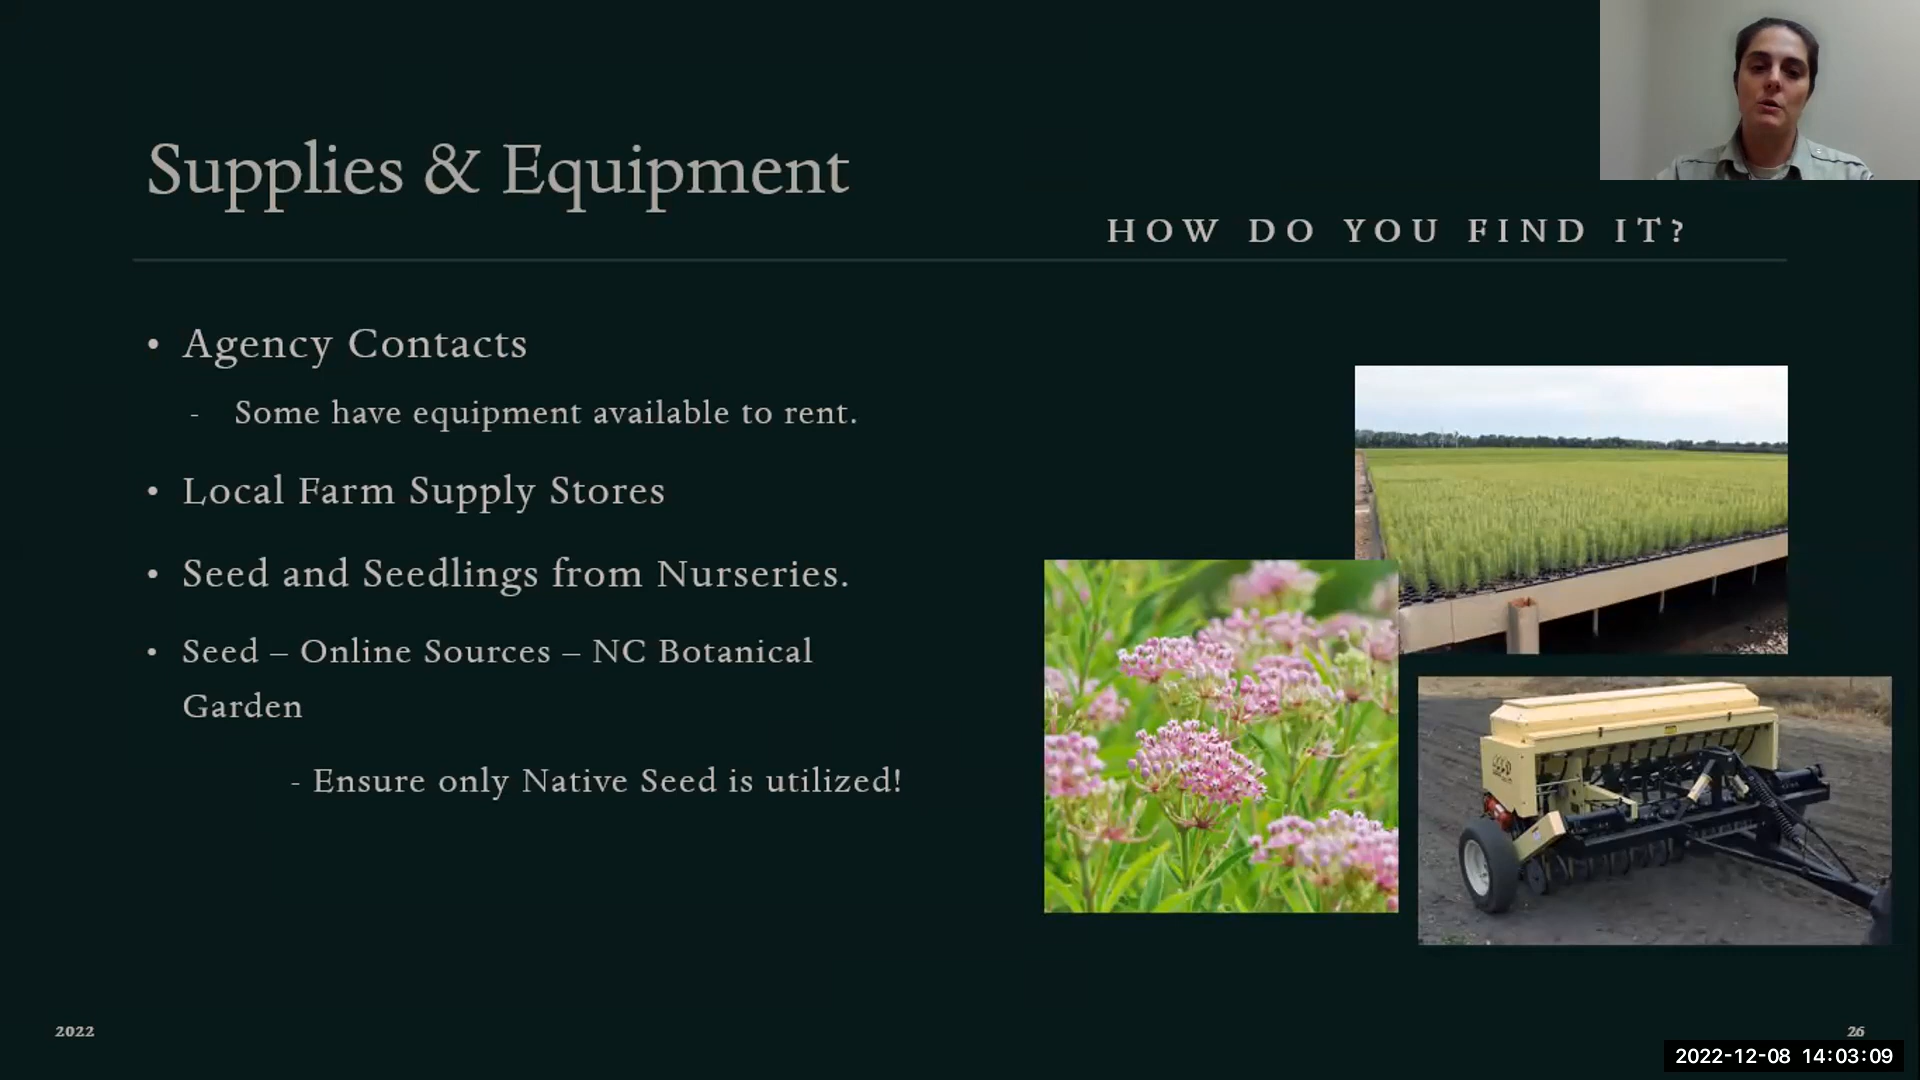 Supplies & Equipment
HOW DO YOU FIND IT?
• Agency Contacts
- Some have equipment available to rent.
• Local Farm Supply Stores
• Seed and Seedlings from Nurseries.
• Seed – Online Sources – NC Botanical
Garden
- Ensure only Native Seed is utilized!
2022
26
2022-12-08 14:03:09